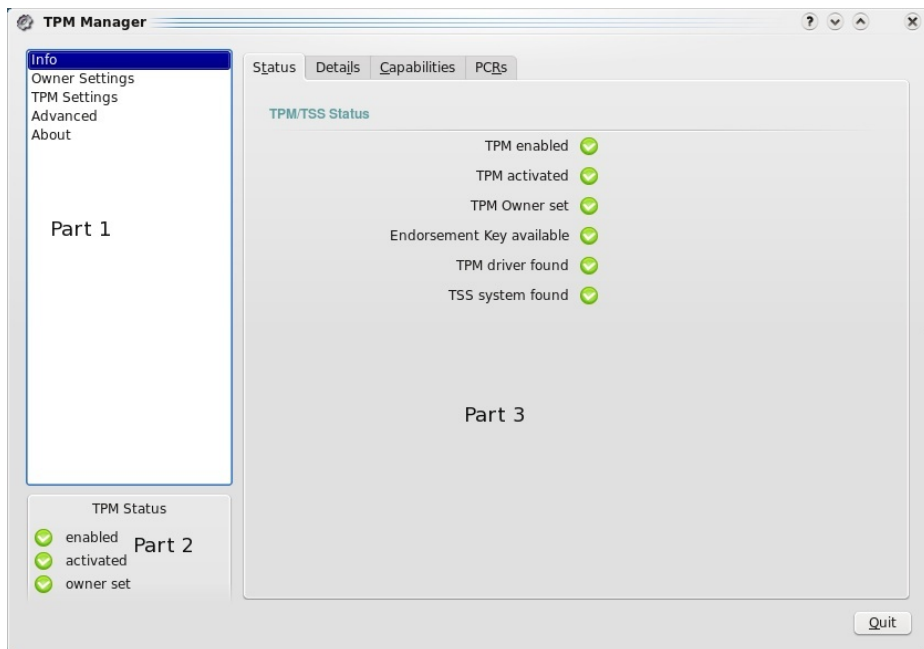 TPM Manager
Info
Owner Settings
TPM Settings
Advanced
About
Part 1
TPM Status
enabled
activated
owner set
Part 2
Status Details Capabilities PCRs
TPM/TSS Status
TPM enabled
TPM activated
TPM Owner set
Endorsement Key available
TPM driver found
TSS system found
Part 3
Quit